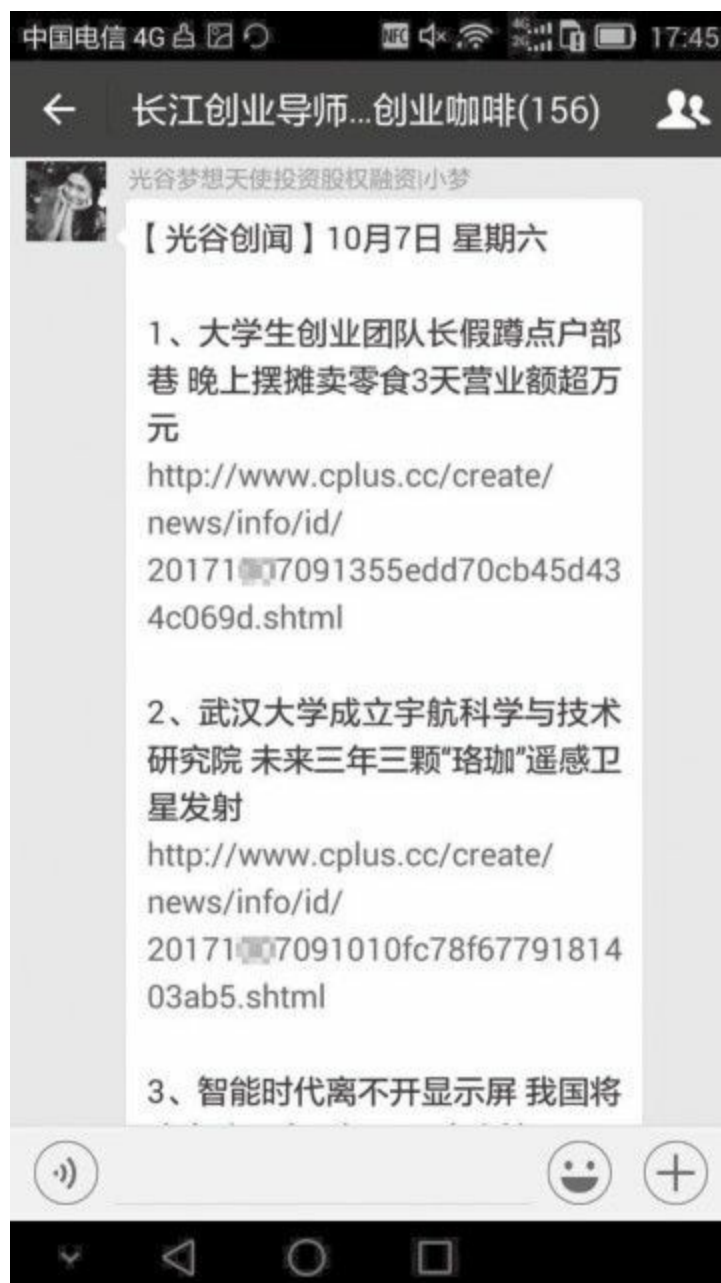 中国电信 4G
NFC
4G
2G
17:45
长江创业导师...创业咖啡(156)
光谷梦想天使投资股权融资|小梦
【光谷创闻】10月7日 星期六
1、大学生创业团队长假蹲点户部
巷 晚上摆摊卖零食3天营业额超万
元
http://www.cplus.cc/create/
news/info/id/
20171 7091355edd70cb45d43
4c069d.shtml
2、武汉大学成立宇航科学与技术
研究院 未来三年三颗“珞珈”遥感卫
星发射
http://www.cplus.cc/create/
news/info/id/
20171 7091010fc78f67791814
03ab5.shtml
3、智能时代离不开显示屏 我国将